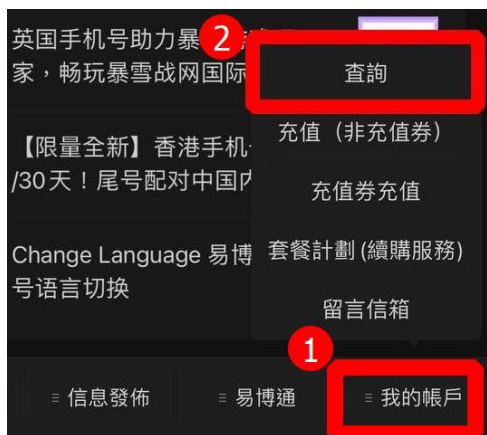 英国手机号助力暴
2
家，畅玩暴雪战网国际
查詢
【限量全新】香港手机
/30天！尾号配对中国内
充值（非充值券）
充值券充值
Change Language 易博
号语言切换
套餐計劃(續購服務)
留言信箱
1
≡ 信息發佈
≡ 易博通
≡ 我的帳戶